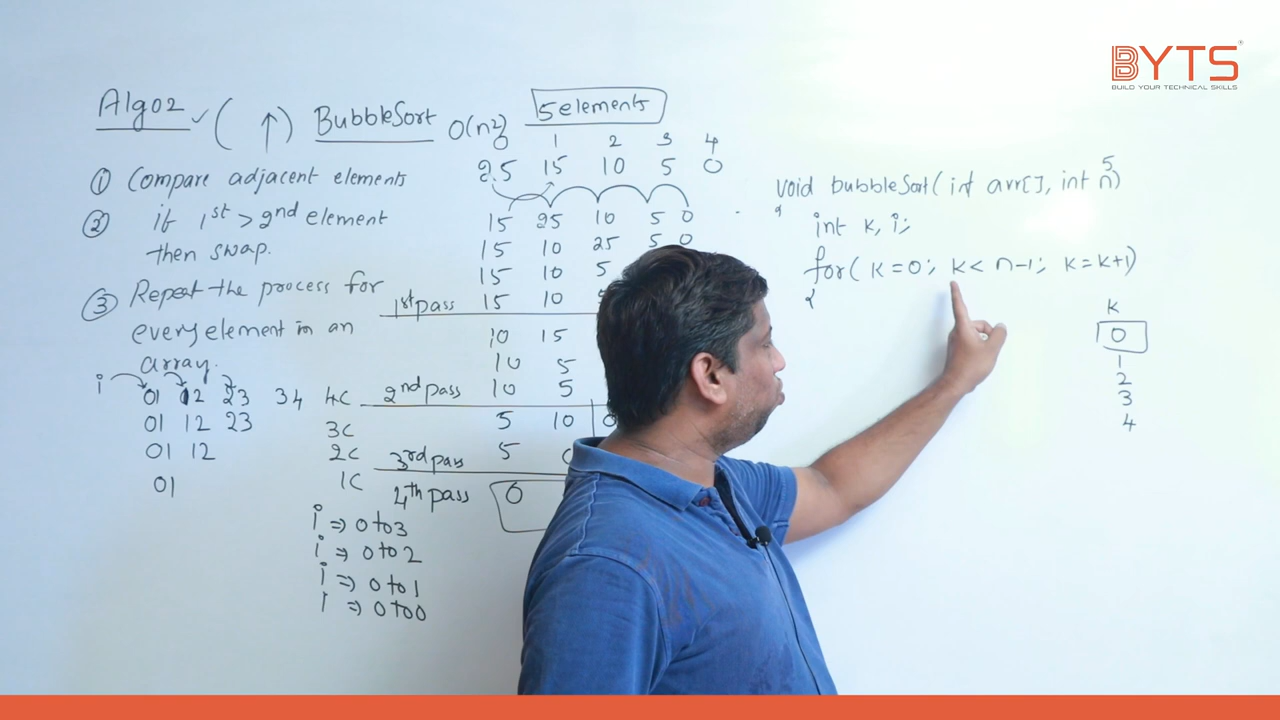 BYTS
BUILD YOUR TECHNICAL SKILLS
Algo2 ✓ ( ↑ ) BubbleSort O(n²)
5 elements
0 1 2 3 4
25 15 10 5 0
① Compare adjacent elements
② if 1st > 2nd element
then swap.
③ Repeat the process for
every element in an
array.
15 25 10 5 0
15 10 25 5 0
15 10 5
1st pass 15 10
10 15
10 5
2nd pass 10 5
5 10 0
3rd pass 5
4th pass 0
i 01 12 23 34 4C
01 12 23 3C
01 12 2C
01 1C
i ⇒ 0 to 3
i ⇒ 0 to 2
i ⇒ 0 to 1
i ⇒ 0 to 0
5
void bubbleSort( int arr[], int n)
{
int k, i;
for( k=0; k< n-1; k=k+1)
{
k
0
1
2
3
4